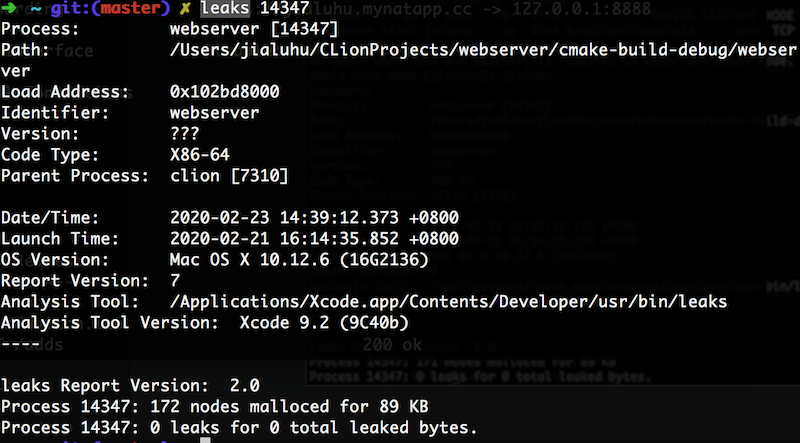 ➜ ~ git:(master) ✗ leaks 14347
Process: webserver [14347]
Path: /Users/jialuhu/CLionProjects/webserver/cmake-build-debug/webser
ver
Load Address: 0x102bd8000
Identifier: webserver
Version: ???
Code Type: X86-64
Parent Process: clion [7310]
Date/Time: 2020-02-23 14:39:12.373 +0800
Launch Time: 2020-02-21 16:14:35.852 +0800
OS Version: Mac OS X 10.12.6 (16G2136)
Report Version: 7
Analysis Tool: /Applications/Xcode.app/Contents/Developer/usr/bin/leaks
Analysis Tool Version: Xcode 9.2 (9C40b)
----
leaks Report Version: 2.0
Process 14347: 172 nodes malloced for 89 KB
Process 14347: 0 leaks for 0 total leaked bytes.